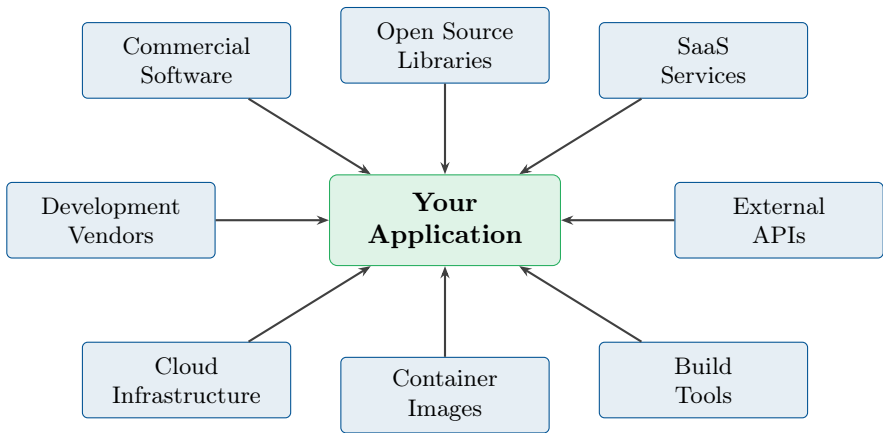 Commercial
Software
Open Source
Libraries
SaaS
Services
Development
Vendors
Your
Application
External
APIs
Cloud
Infrastructure
Container
Images
Build
Tools